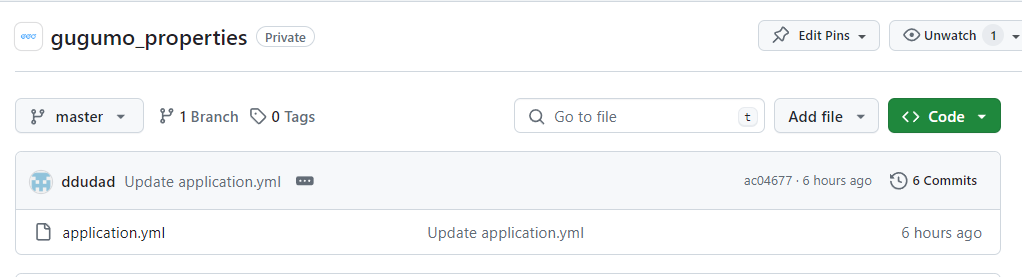 gugumo_properties Private Edit Pins Unwatch 1
master 1 Branch 0 Tags Go to file t Add file Code
ddudad Update application.yml ac04677 · 6 hours ago 6 Commits
application.yml Update application.yml 6 hours ago